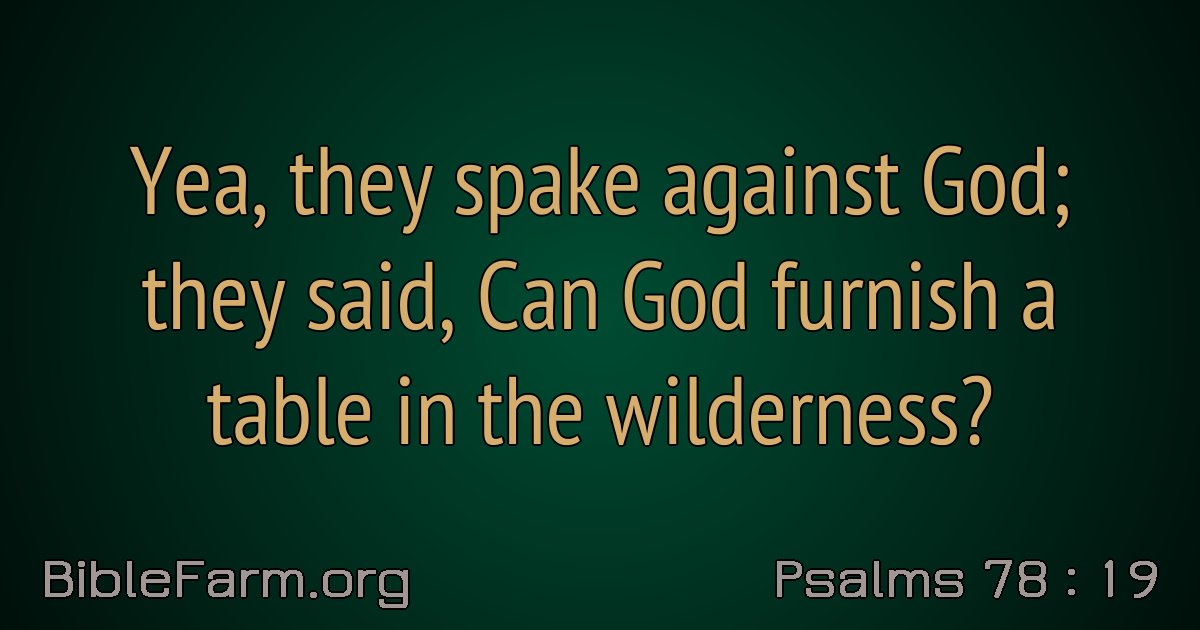 Yea, they spake against God;
they said, Can God furnish a
table in the wilderness?
BibleFarm.org
Psalms 78 : 19